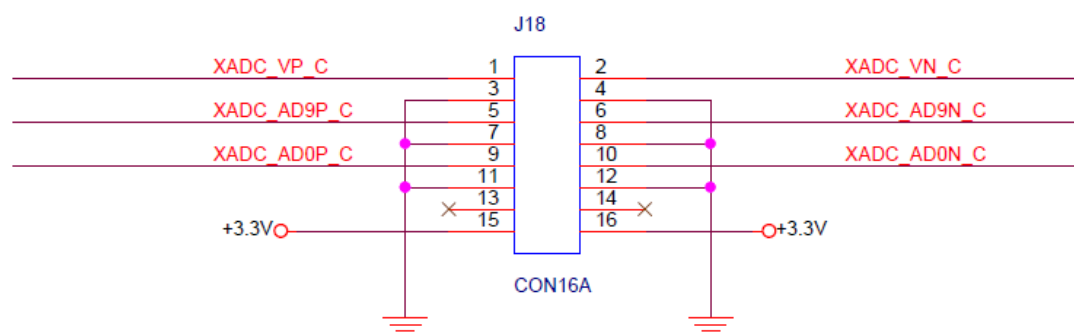 J18
XADC_VP_C 1 2 XADC_VN_C
3 4
XADC_AD9P_C 5 6 XADC_AD9N_C
7 8
XADC_AD0P_C 9 10 XADC_AD0N_C
11 12
13 14
+3.3V 15 16 +3.3V
CON16A